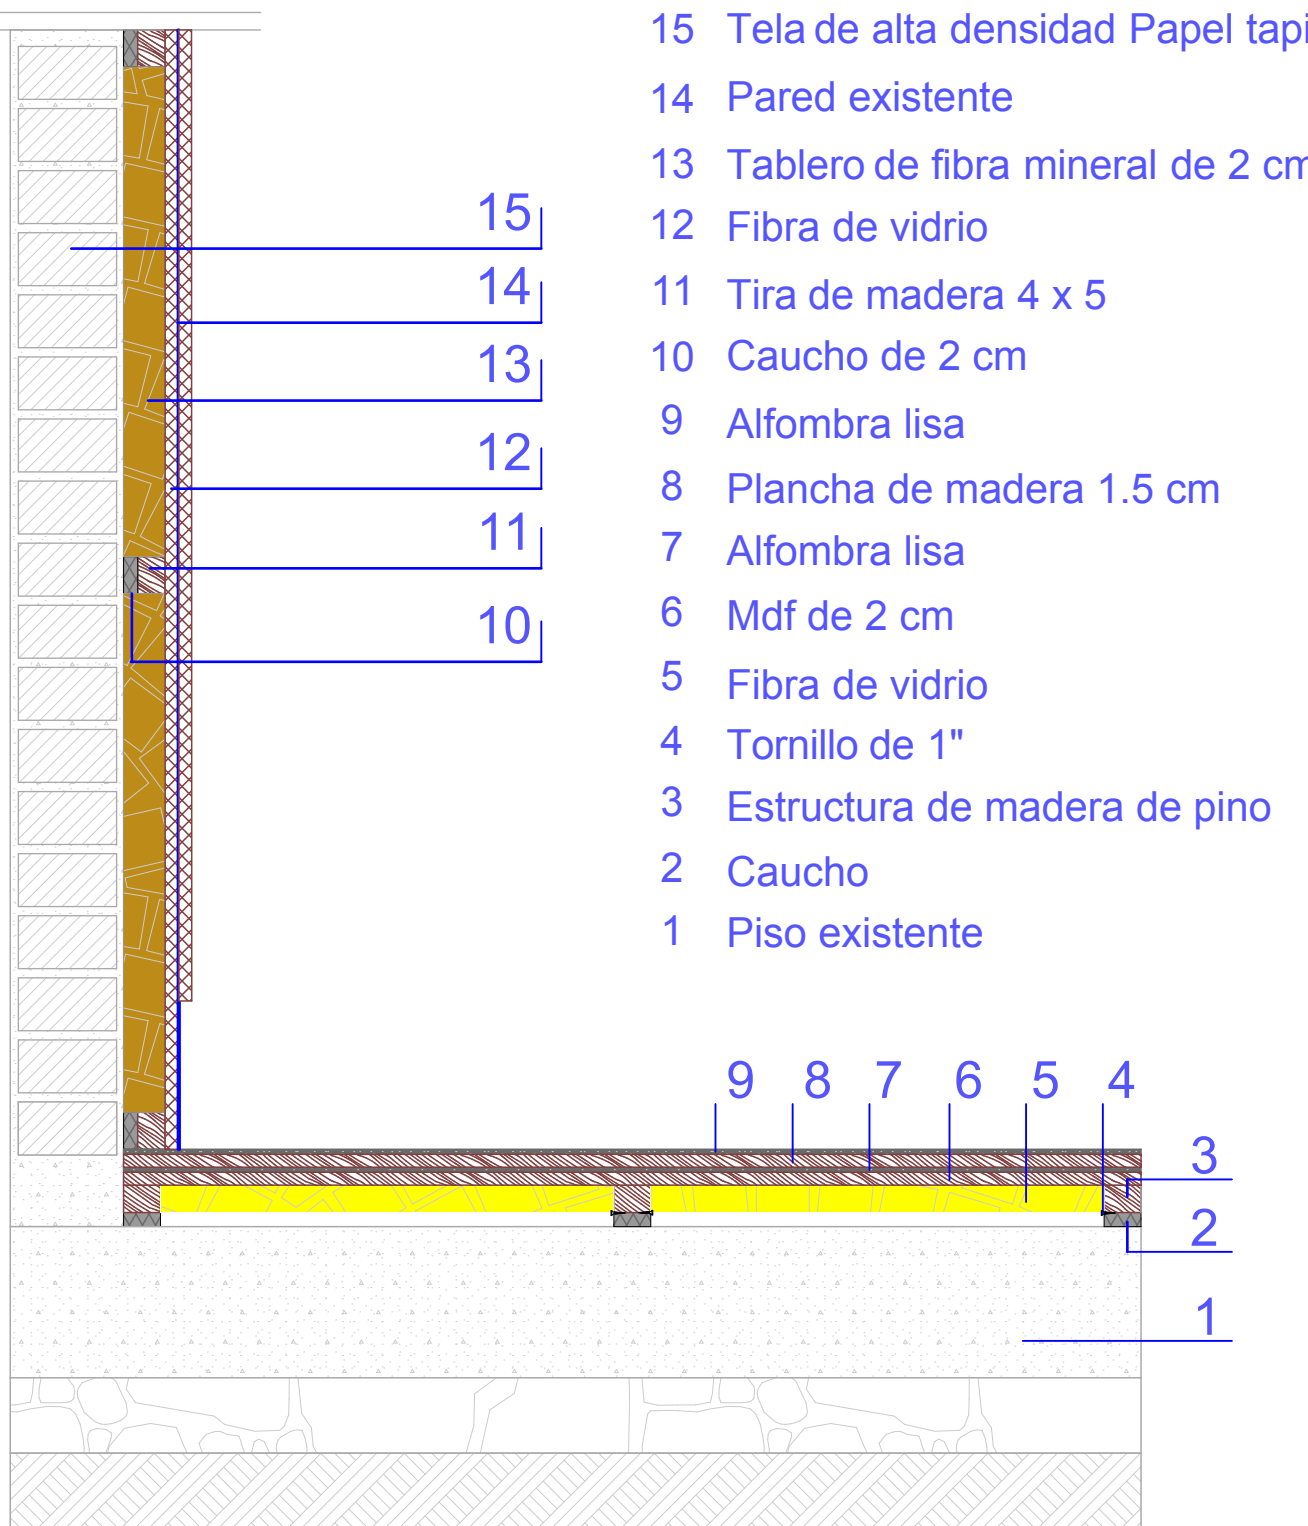 15 Tela de alta densidad Papel tapi
14 Pared existente
13 Tablero de fibra mineral de 2 cm
12 Fibra de vidrio
11 Tira de madera 4 x 5
10 Caucho de 2 cm
9 Alfombra lisa
8 Plancha de madera 1.5 cm
7 Alfombra lisa
6 Mdf de 2 cm
5 Fibra de vidrio
4 Tornillo de 1"
3 Estructura de madera de pino
2 Caucho
1 Piso existente
15
14
13
12
11
10
9 8 7 6 5 4
3
2
1